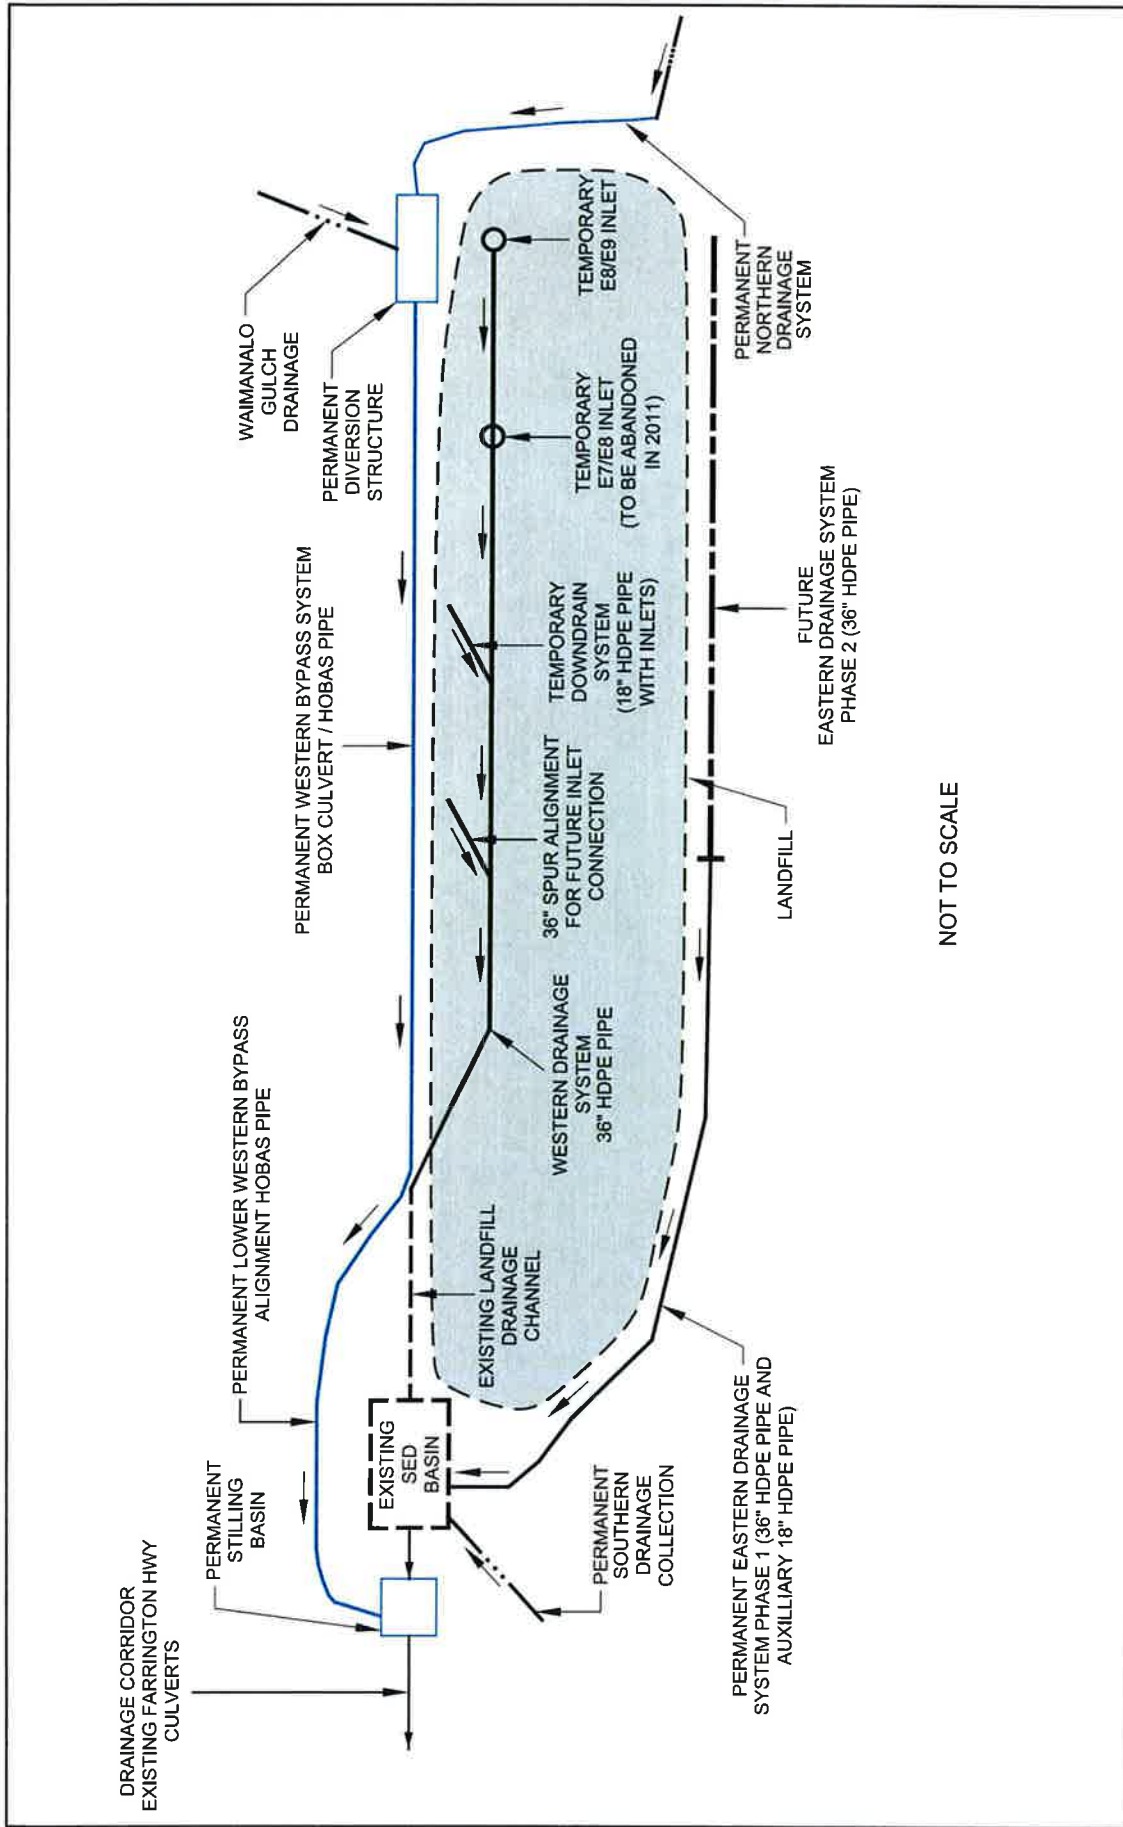 DRAINAGE CORRIDOR
EXISTING FARRINGTON HWY
CULVERTS
PERMANENT
STILLING
BASIN
PERMANENT LOWER WESTERN BYPASS
ALIGNMENT HOBAS PIPE
PERMANENT WESTERN BYPASS SYSTEM
BOX CULVERT / HOBAS PIPE
WAIMANALO
GULCH
DRAINAGE
PERMANENT
DIVERSION
STRUCTURE
EXISTING
SED
BASIN
EXISTING LANDFILL
DRAINAGE
CHANNEL
WESTERN DRAINAGE
SYSTEM
36" HDPE PIPE
36" SPUR ALIGNMENT
FOR FUTURE INLET
CONNECTION
TEMPORARY
DOWNDRAIN
SYSTEM
(18" HDPE PIPE
WITH INLETS)
TEMPORARY
E7/E8 INLET
(TO BE ABANDONED
IN 2011)
TEMPORARY
E8/E9 INLET
PERMANENT
SOUTHERN
DRAINAGE
COLLECTION
PERMANENT EASTERN DRAINAGE
SYSTEM PHASE 1 (36" HDPE PIPE AND
AUXILLIARY 18" HDPE PIPE)
LANDFILL
FUTURE
EASTERN DRAINAGE SYSTEM
PHASE 2 (36" HDPE PIPE)
PERMANENT
NORTHERN
DRAINAGE
SYSTEM
NOT TO SCALE